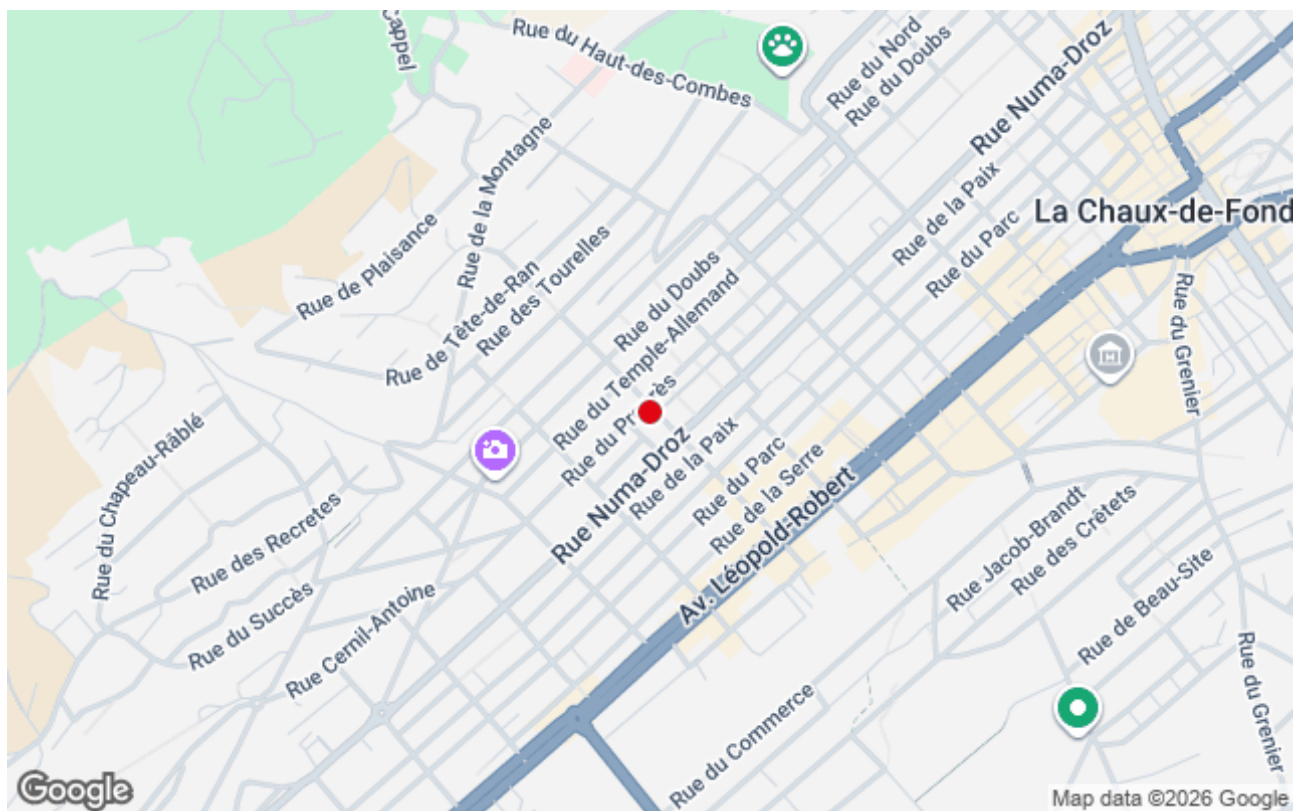 Cappel
Rue du Haut-des-Combes
Rue du Nord
Rue du Doubs
Rue Numa-Droz
Rue de la Montagne
Rue de la Paix
Rue du Parc
La Chaux-de-Fond
Rue de Plaisance
Rue de Tête-de-Ran
Rue des Tourelles
Rue du Doubs
Rue du Temple-Allemand
Rue du Grenier
Rue du Pr rès
Rue du Chapeau-Râblé
Rue Numa-Droz
Rue de la Paix
Rue du Parc
Rue de la Serre
Av. Léopold-Robert
Rue des Recretes
Rue du Succès
Rue Cernil-Antoine
Rue Jacob-Brandt
Rue des Crêtets
Rue de Beau-Site
Rue du Grenier
Rue du Commerce
Google
Map data ©2026 Google